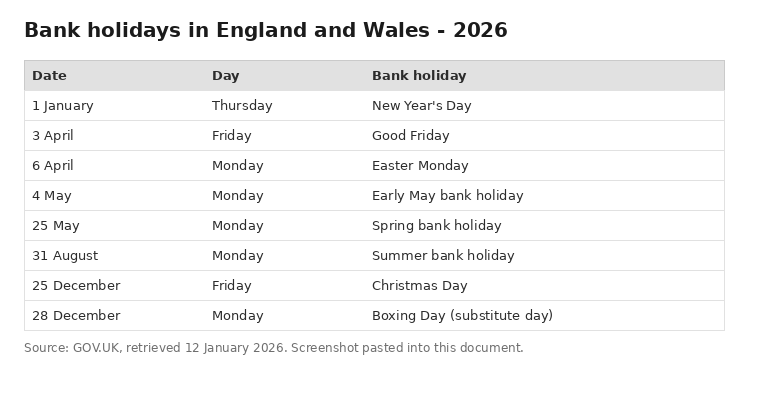 Bank holidays in England and Wales - 2026
Date Day Bank holiday
1 January Thursday New Year's Day
3 April Friday Good Friday
6 April Monday Easter Monday
4 May Monday Early May bank holiday
25 May Monday Spring bank holiday
31 August Monday Summer bank holiday
25 December Friday Christmas Day
28 December Monday Boxing Day (substitute day)
Source: GOV.UK, retrieved 12 January 2026. Screenshot pasted into this document.